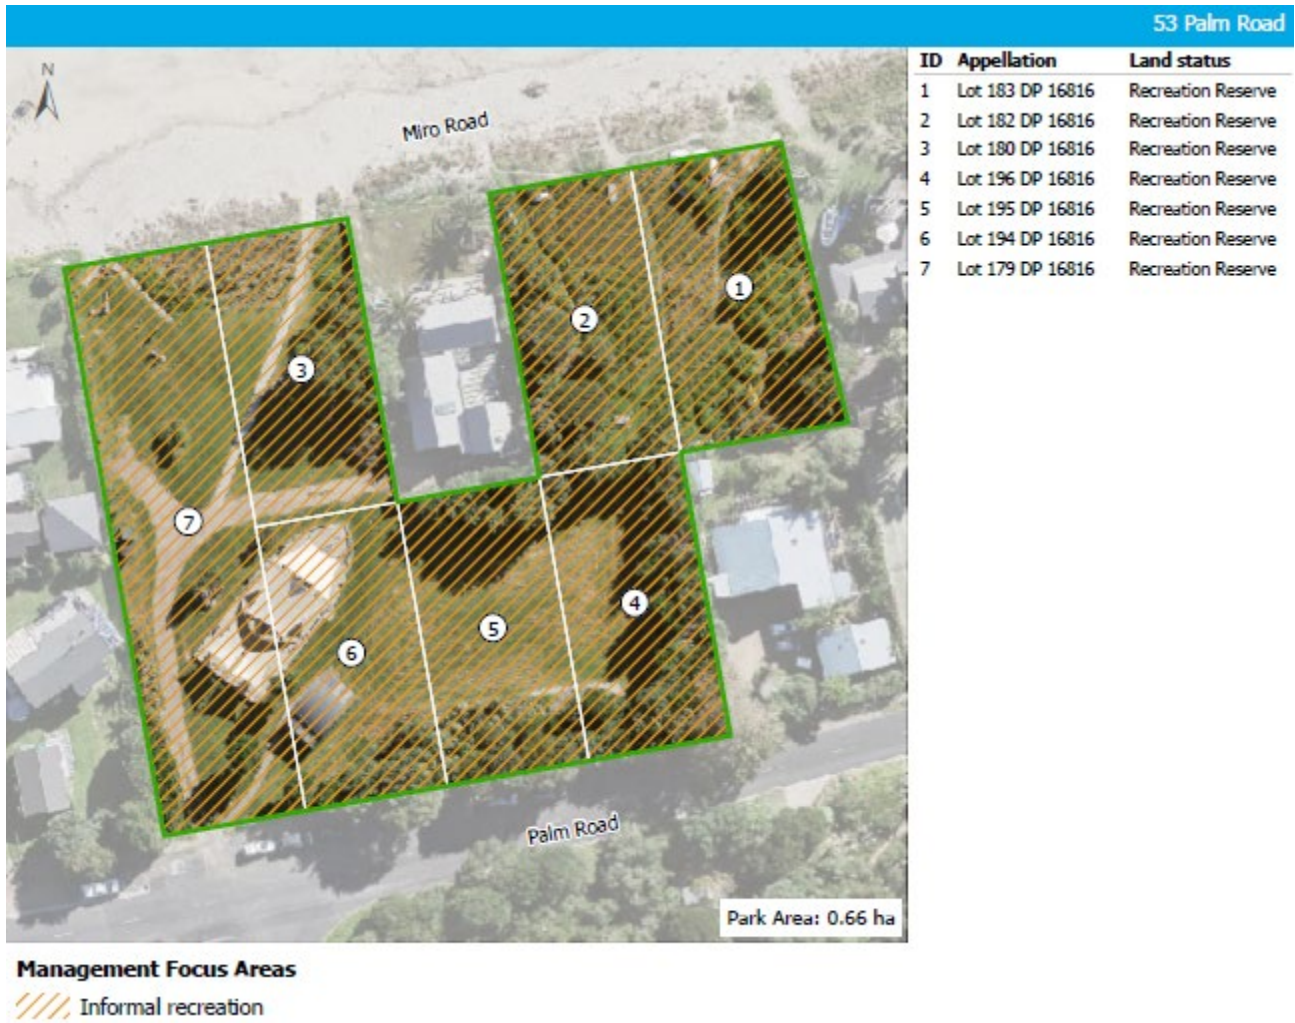 53 Palm Road
N
ID Appellation Land status
1 Lot 183 DP 16816 Recreation Reserve
2 Lot 182 DP 16816 Recreation Reserve
3 Lot 180 DP 16816 Recreation Reserve
4 Lot 196 DP 16816 Recreation Reserve
5 Lot 195 DP 16816 Recreation Reserve
6 Lot 194 DP 16816 Recreation Reserve
7 Lot 179 DP 16816 Recreation Reserve
Miro Road
1
2
3
7
4
5
6
Palm Road
Park Area: 0.66 ha
Management Focus Areas
Informal recreation